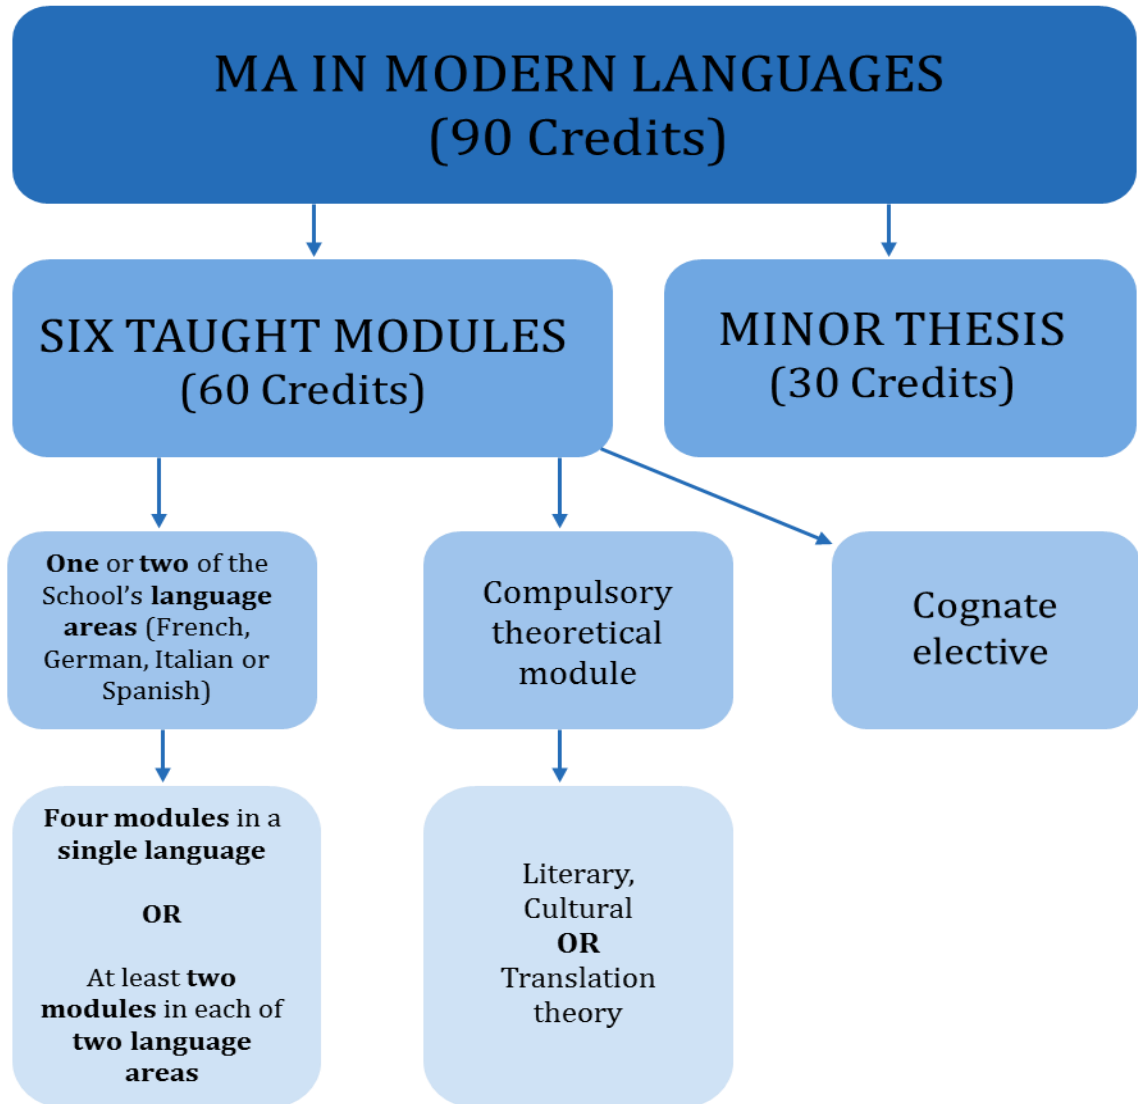 MA IN MODERN LANGUAGES
(90 Credits)
SIX TAUGHT MODULES
(60 Credits)
MINOR THESIS
(30 Credits)
One or two of the
School’s language
areas (French,
German, Italian or
Spanish)
Compulsory
theoretical
module
Cognate
elective
Four modules in a
single language
OR
At least two
modules in each of
two language
areas
Literary,
Cultural
OR
Translation
theory